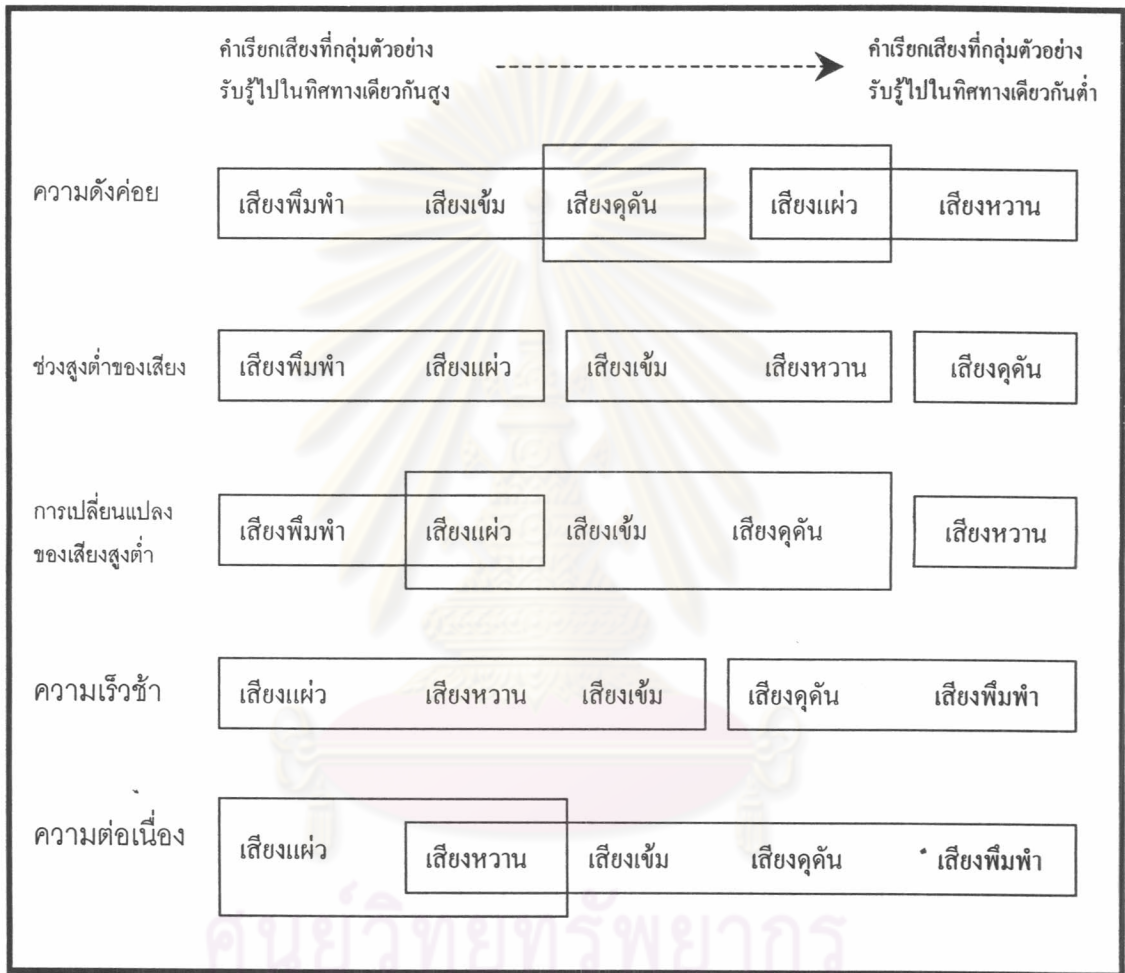 คำเรียกเสียงที่กลุ่มตัวอย่าง
รับรู้ไปในทิศทางเดียวกันสูง
คำเรียกเสียงที่กลุ่มตัวอย่าง
รับรู้ไปในทิศทางเดียวกันต่ำ
ความดังค่อย เสียงพึมพำ เสียงเข้ม เสียงดุดัน เสียงแผ่ว เสียงหวาน
ช่วงสูงต่ำของเสียง เสียงพึมพำ เสียงแผ่ว เสียงเข้ม เสียงหวาน เสียงดุดัน
การเปลี่ยนแปลง
ของเสียงสูงต่ำ
เสียงพึมพำ เสียงแผ่ว เสียงเข้ม เสียงดุดัน เสียงหวาน
ความเร็วช้า เสียงแผ่ว เสียงหวาน เสียงเข้ม เสียงดุดัน เสียงพึมพำ
ความต่อเนื่อง เสียงแผ่ว เสียงหวาน เสียงเข้ม เสียงดุดัน เสียงพึมพำ
ศูนย์วิทยทรัพยากร